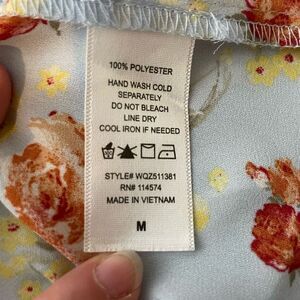 100% POLYESTER
HAND WASH COLD
SEPARATELY
DO NOT BLEACH
LINE DRY
COOL IRON IF NEEDED
STYLE# WQZ511381
RN# 114574
MADE IN VIETNAM
M